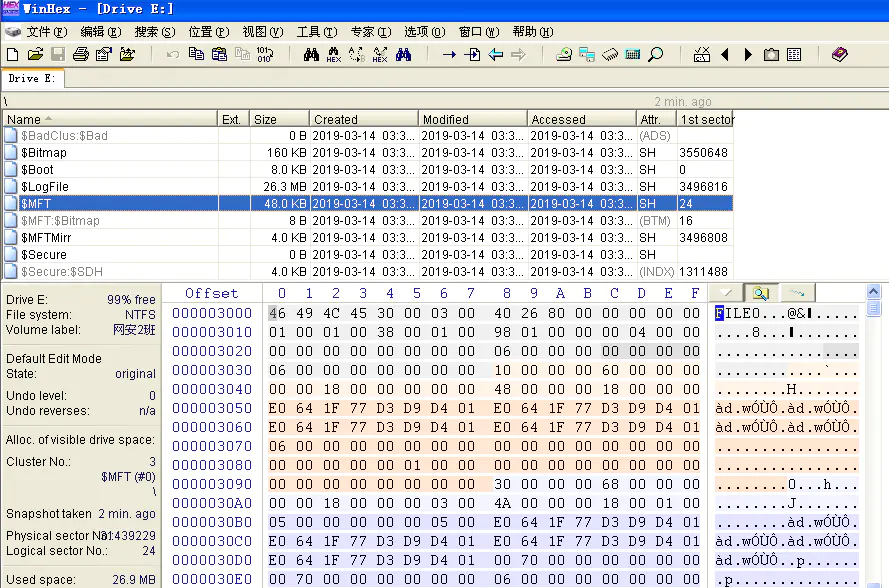 WinHex - [Drive E:]
文件(F) 编辑(E) 搜索(S) 位置(P) 视图(V) 工具(T) 专家(I) 选项(O) 窗口(W) 帮助(H)
Drive E:
\ 2 min. ago
Name Ext. Size Created Modified Accessed Attr. 1st sector
$BadClus:$Bad 0 B 2019-03-14 03:3... 2019-03-14 03:3... 2019-03-14 03:3... (ADS)
$Bitmap 160 KB 2019-03-14 03:3... 2019-03-14 03:3... 2019-03-14 03:3... SH 3550648
$Boot 8.0 KB 2019-03-14 03:3... 2019-03-14 03:3... 2019-03-14 03:3... SH 0
$LogFile 26.3 MB 2019-03-14 03:3... 2019-03-14 03:3... 2019-03-14 03:3... SH 3496816
$MFT 48.0 KB 2019-03-14 03:3... 2019-03-14 03:3... 2019-03-14 03:3... SH 24
$MFT:$Bitmap 8 B 2019-03-14 03:3... 2019-03-14 03:3... 2019-03-14 03:3... (BTM) 16
$MFTMirr 4.0 KB 2019-03-14 03:3... 2019-03-14 03:3... 2019-03-14 03:3... SH 3496808
$Secure 0 B 2019-03-14 03:3... 2019-03-14 03:3... 2019-03-14 03:3... SH
$Secure:$SDH 4.0 KB 2019-03-14 03:3... 2019-03-14 03:3... 2019-03-14 03:3... (INDX) 1311488
Drive E: 99% free
File system: NTFS
Volume label: 网安2班
Default Edit Mode
State: original
Undo level: 0
Undo reverses: n/a
Alloc. of visible drive space:
Cluster No.: 3
$MFT (#0)
\
Snapshot taken 2 min. ago
Physical sector No.: 31439229
Logical sector No.: 24
Used space: 26.9 MB
Offset 0 1 2 3 4 5 6 7 8 9 A B C D E F
000003000 46 49 4C 45 30 00 03 00 40 26 80 00 00 00 00 00 FILE0...@&I.....
000003010 01 00 01 00 38 00 01 00 98 01 00 00 00 04 00 00 ....8...I.......
000003020 00 00 00 00 00 00 00 00 06 00 00 00 00 00 00 00 ................
000003030 06 00 00 00 00 00 00 00 10 00 00 00 60 00 00 00 ............`...
000003040 00 00 18 00 00 00 00 00 48 00 00 00 18 00 00 00 ........H.......
000003050 E0 64 1F 77 D3 D9 D4 01 E0 64 1F 77 D3 D9 D4 01 àd.wÓÙÔ.àd.wÓÙÔ.
000003060 E0 64 1F 77 D3 D9 D4 01 E0 64 1F 77 D3 D9 D4 01 àd.wÓÙÔ.àd.wÓÙÔ.
000003070 06 00 00 00 00 00 00 00 00 00 00 00 00 00 00 00 ................
000003080 00 00 00 00 00 01 00 00 00 00 00 00 00 00 00 00 ................
000003090 00 00 00 00 00 00 00 00 30 00 00 00 68 00 00 00 ........0...h...
0000030A0 00 00 18 00 00 00 03 00 4A 00 00 00 18 00 01 00 ........J.......
0000030B0 05 00 00 00 00 00 05 00 E0 64 1F 77 D3 D9 D4 01 ........àd.wÓÙÔ.
0000030C0 E0 64 1F 77 D3 D9 D4 01 E0 64 1F 77 D3 D9 D4 01 àd.wÓÙÔ.àd.wÓÙÔ.
0000030D0 E0 64 1F 77 D3 D9 D4 01 00 70 00 00 00 00 00 00 àd.wÓÙÔ..p......
0000030E0 00 70 00 00 00 00 00 00 06 00 00 00 00 00 00 00 .p..............